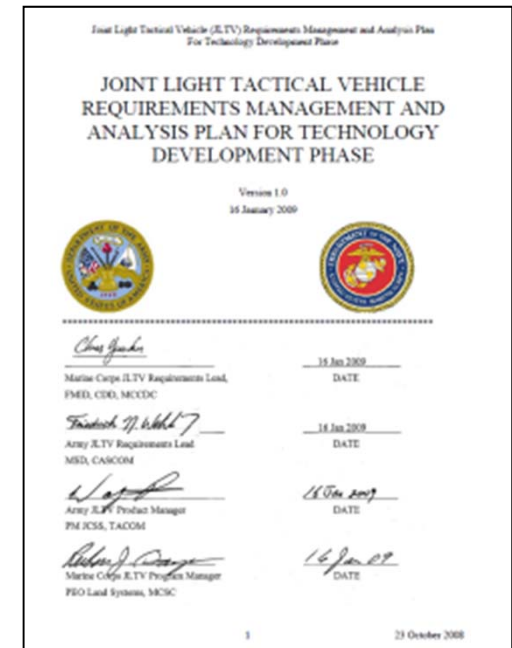 Joint Light Tactical Vehicle (JLTV) Requirements Management and Analysis Plan
For Technology Development Phase
JOINT LIGHT TACTICAL VEHICLE
REQUIREMENTS MANAGEMENT AND
ANALYSIS PLAN FOR TECHNOLOGY
DEVELOPMENT PHASE
Version 1.0
16 January 2009
16 Jan 2009
Marine Corps JLTV Requirements Lead,
DATE
FMID, CDD, MCCDC
16 Jan 2009
Army JLTV Requirements Lead
DATE
MSD, CASCOM
16 Jan 2009
Army JLTV Product Manager
DATE
PM JCSS, TACOM
16 Jan 09
Marine Corps JLTV Program Manager
DATE
PEO Land Systems, MCSC
1
23 October 2008